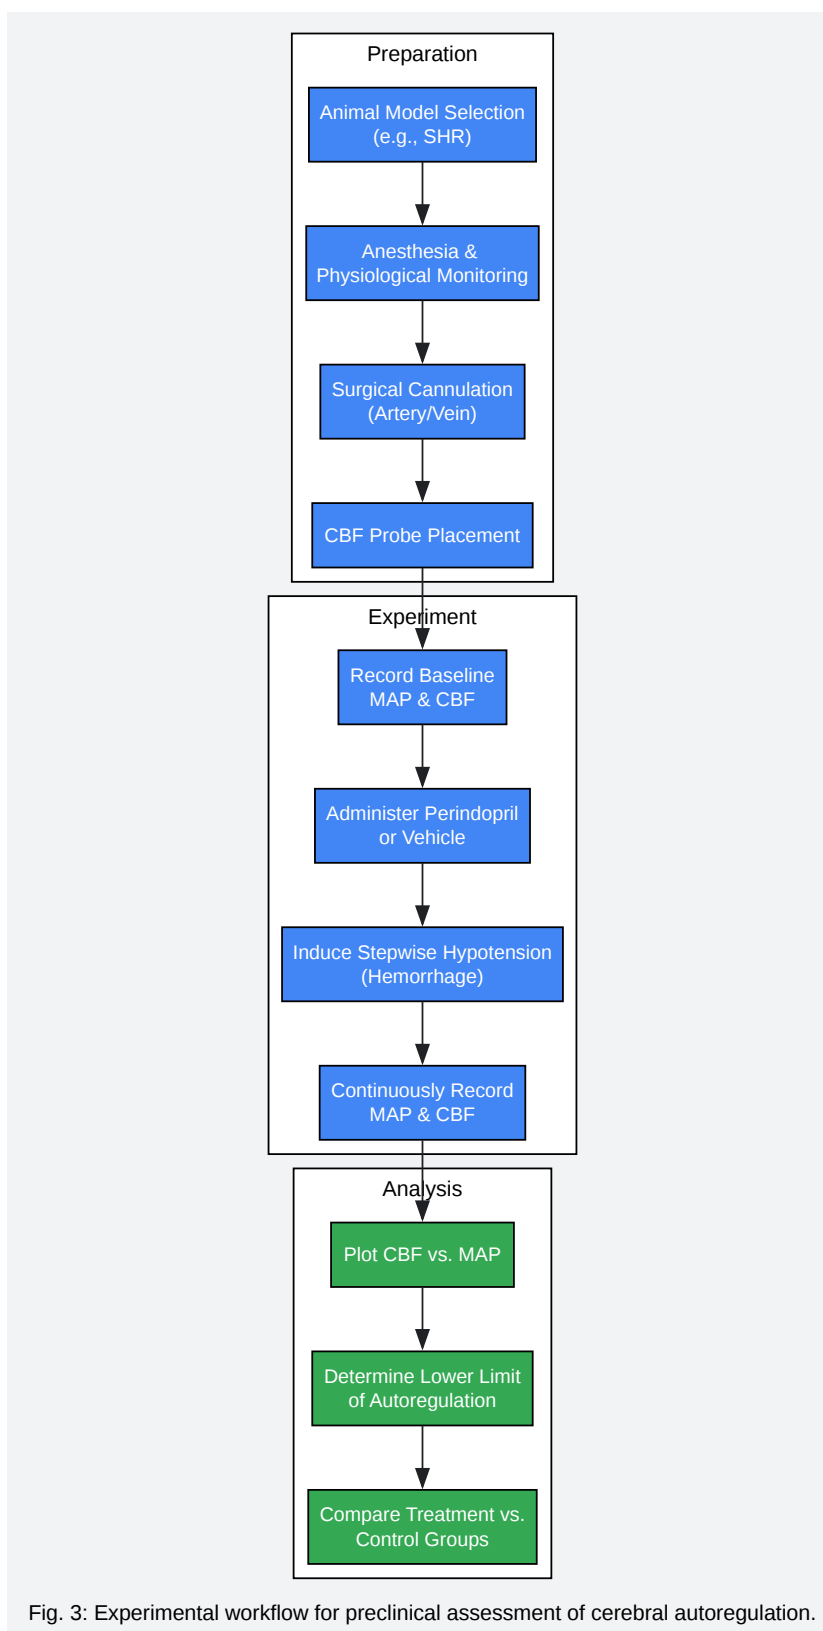 Preparation
Animal Model Selection
(e.g., SHR)
Anesthesia &
Physiological Monitoring
Surgical Cannulation
(Artery/Vein)
CBF Probe Placement
Experiment
Record Baseline
MAP & CBF
Administer Perindopril
or Vehicle
Induce Stepwise Hypotension
(Hemorrhage)
Continuously Record
MAP & CBF
Analysis
Plot CBF vs. MAP
Determine Lower Limit
of Autoregulation
Compare Treatment vs.
Control Groups
Fig. 3: Experimental workflow for preclinical assessment of cerebral autoregulation.